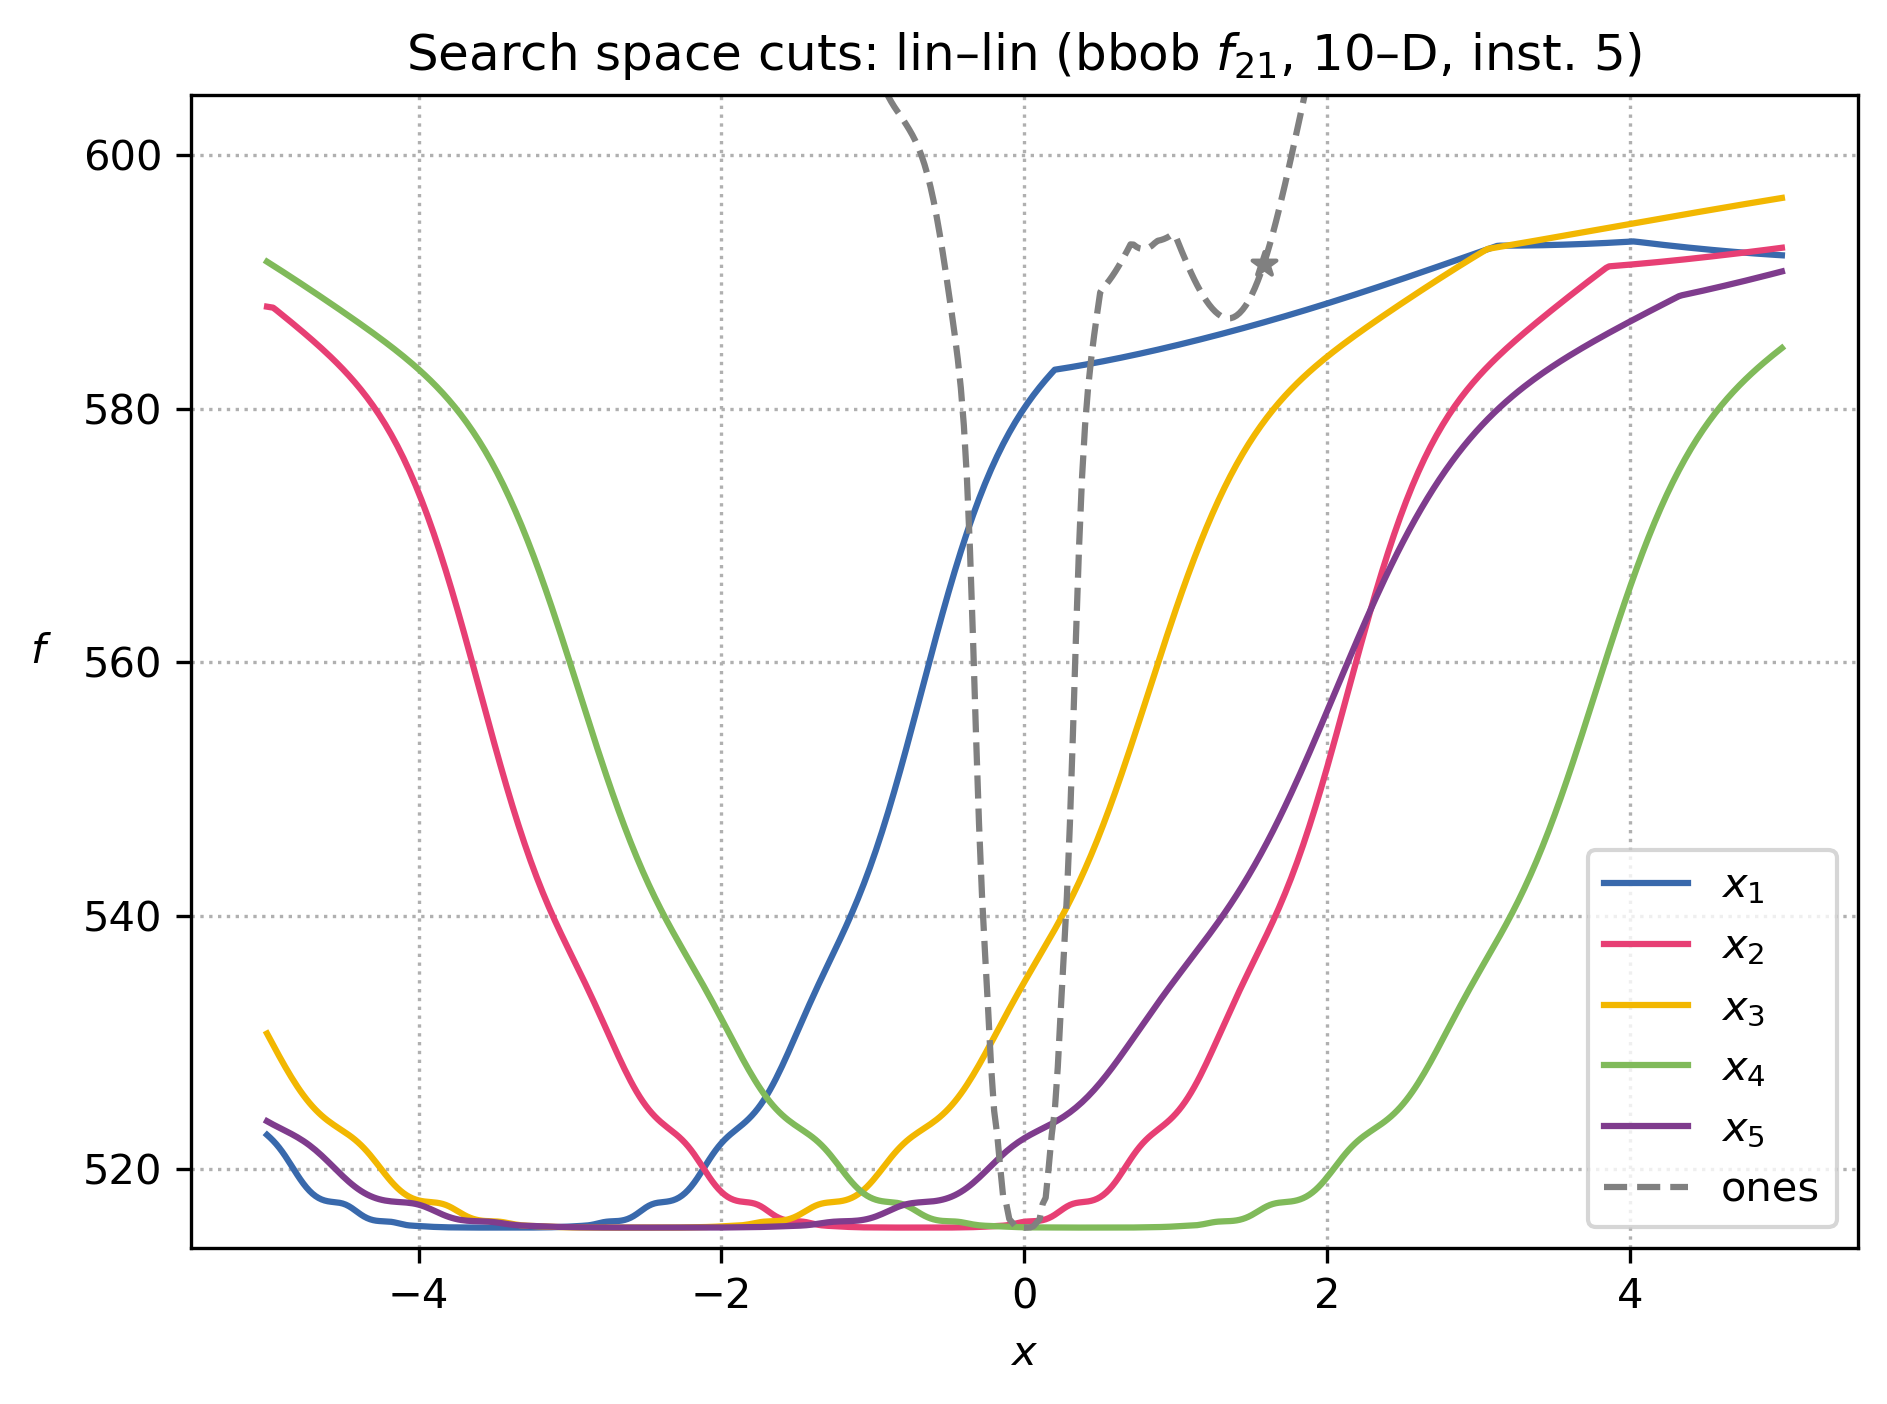 Search space cuts: lin–lin (bbob f21, 10–D, inst. 5)
600
580
560
540
520
f
−4
−2
0
2
4
x
x1
x2
x3
x4
x5
ones